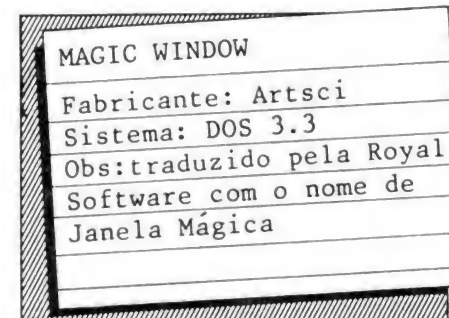 MAGIC WINDOW
Fabricante: Artsci
Sistema: DOS 3.3
Obs:traduzido pela Royal
Software com o nome de
Janela Mágica